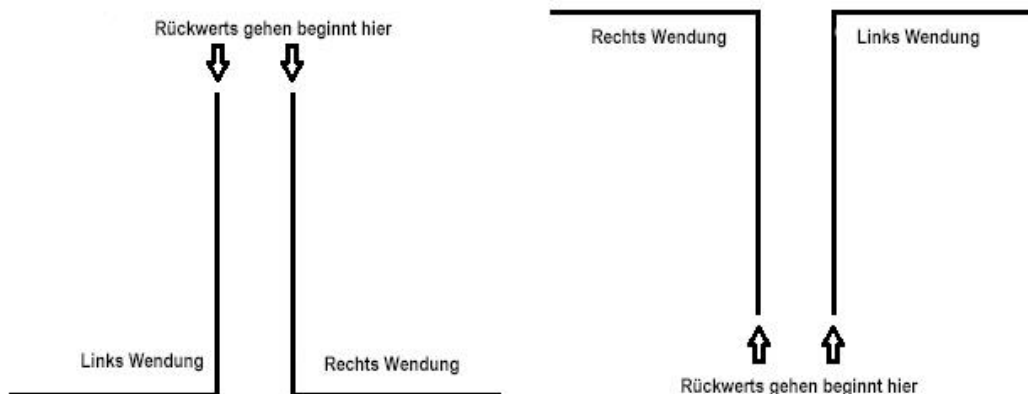 Rückwerts gehen beginnt hier
Links Wendung
Rechts Wendung
Rechts Wendung
Links Wendung
Rückwerts gehen beginnt hier